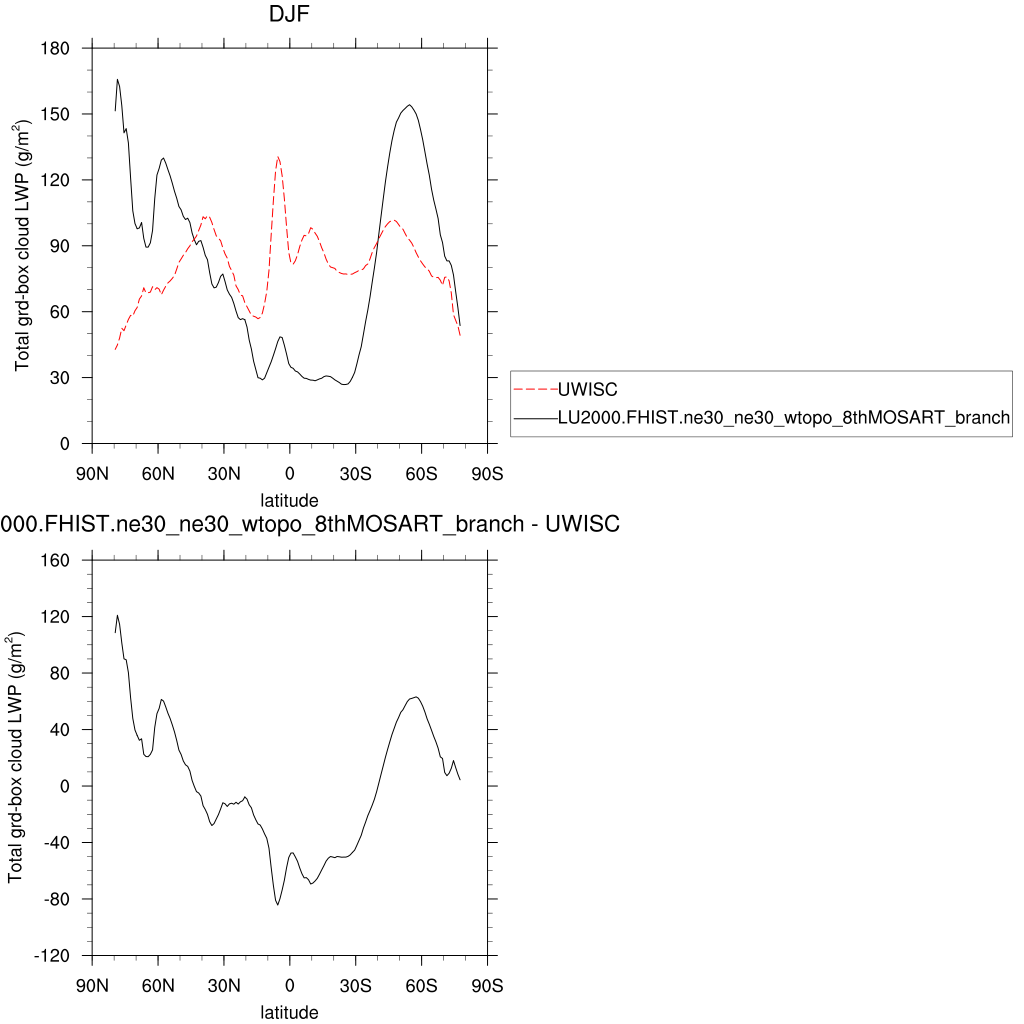 DJF
Total grd-box cloud LWP (g/m²)
180
150
120
90
60
30
0
90N 60N 30N 0 30S 60S 90S
latitude
UWISC
LU2000.FHIST.ne30_ne30_wtopo_8thMOSART_branch
000.FHIST.ne30_ne30_wtopo_8thMOSART_branch - UWISC
Total grd-box cloud LWP (g/m²)
160
120
80
40
0
-40
-80
-120
90N 60N 30N 0 30S 60S 90S
latitude